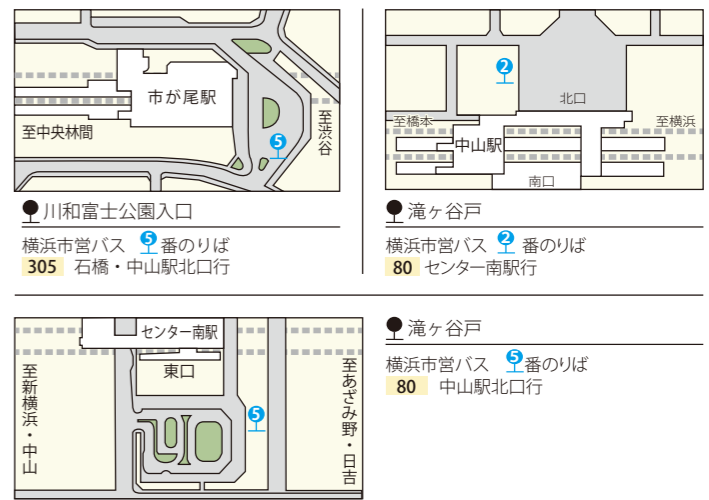 市が尾駅
至中央林間
至渋谷
5
川和富士公園入口
横浜市営バス 5 番のりば
305 石橋・中山駅北口行
2
北口
至橋本
至横浜
中山駅
南口
滝ヶ谷戸
横浜市営バス 2 番のりば
80 センター南駅行
センター南駅
東口
至新横浜・中山
5
至あざみ野・日吉
滝ヶ谷戸
横浜市営バス 5 番のりば
80 中山駅北口行